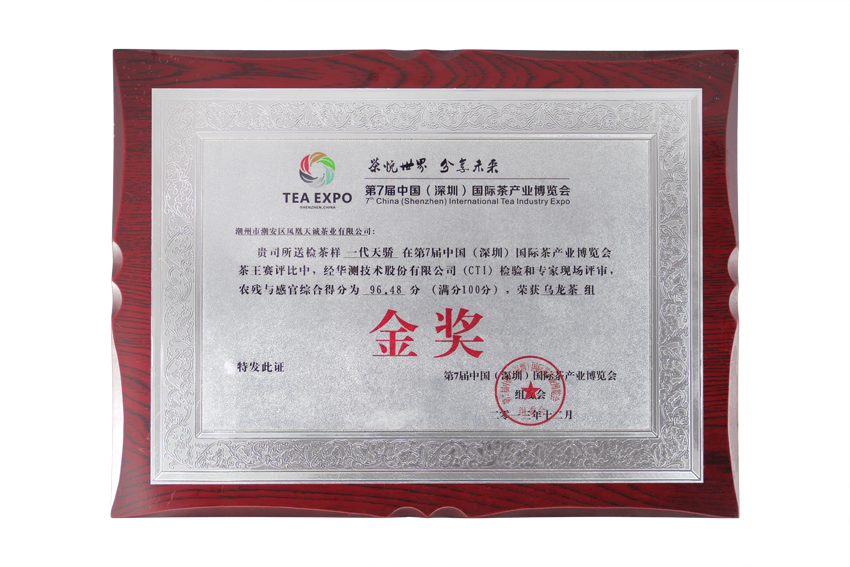 茶悦世界 分享未来
TEA EXPO
SHENZHEN, CHINA
第7届中国（深圳）国际茶产业博览会
7th China (Shenzhen) International Tea Industry Expo
潮州市潮安区凤凰天诚茶业有限公司：
贵司所送检茶样 一代天骄 在第7届中国（深圳）国际茶产业博览会
茶王赛评比中，经华测技术股份有限公司（CTI）检验和专家现场评审，
农残与感官综合得分为 96.48 分 （满分100分），荣获 乌龙茶 组
金奖
特发此证
第7届中国（深圳）国际茶产业博览会
组委会
二零一三年十二月